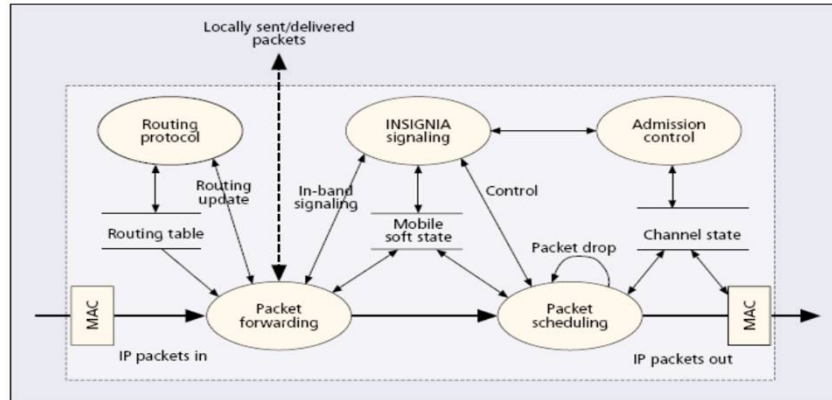 Locally sent/delivered
packets
Routing
protocol
INSIGNIA
signaling
Admission
control
Routing
update
In-band
signaling
Control
Routing table
Mobile
soft state
Packet drop
Channel state
MAC
Packet
forwarding
Packet
scheduling
MAC
IP packets in
IP packets out